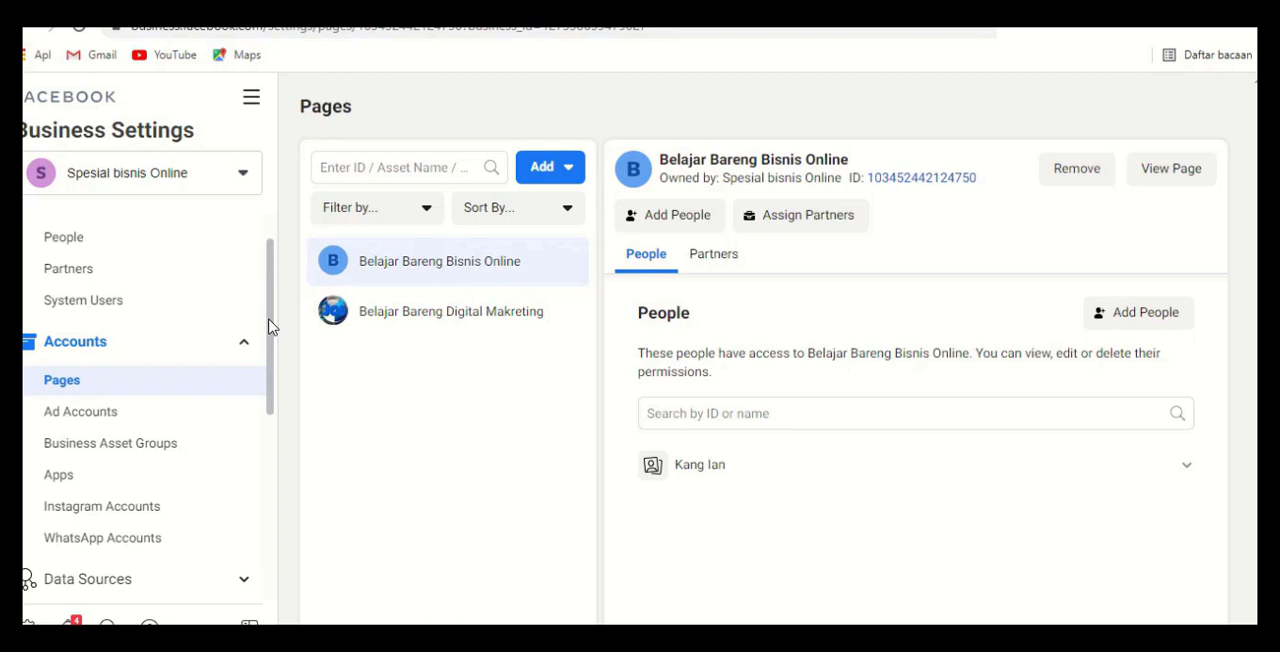 Apl
Gmail
YouTube
Maps
Daftar bacaan
ACEBOOK
Business Settings
S
Spesial bisnis Online
People
Partners
System Users
Accounts
Pages
Ad Accounts
Business Asset Groups
Apps
Instagram Accounts
WhatsApp Accounts
Data Sources
4
Pages
Enter ID / Asset Name / ...
Add
Filter by...
Sort By...
B
Belajar Bareng Bisnis Online
Belajar Bareng Digital Makreting
B
Belajar Bareng Bisnis Online
Owned by: Spesial bisnis Online ID: 103452442124750
Remove
View Page
Add People
Assign Partners
People
Partners
People
Add People
These people have access to Belajar Bareng Bisnis Online. You can view, edit or delete their
permissions.
Search by ID or name
Kang Ian